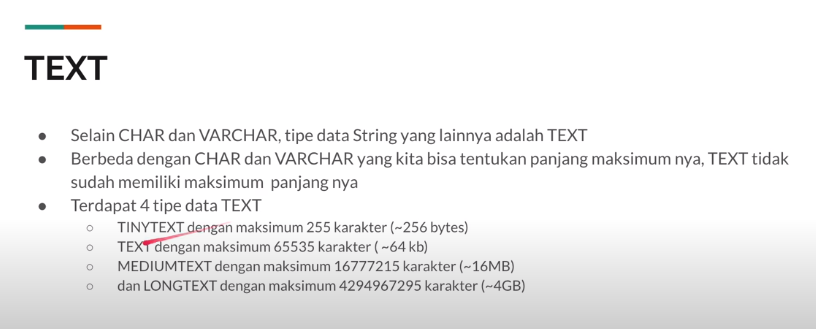 TEXT
● Selain CHAR dan VARCHAR, tipe data String yang lainnya adalah TEXT
● Berbeda dengan CHAR dan VARCHAR yang kita bisa tentukan panjang maksimum nya, TEXT tidak
sudah memiliki maksimum panjang nya
● Terdapat 4 tipe data TEXT
○ TINYTEXT dengan maksimum 255 karakter (~256 bytes)
○ TEXT dengan maksimum 65535 karakter ( ~64 kb)
○ MEDIUMTEXT dengan maksimum 16777215 karakter (~16MB)
○ dan LONGTEXT dengan maksimum 4294967295 karakter (~4GB)